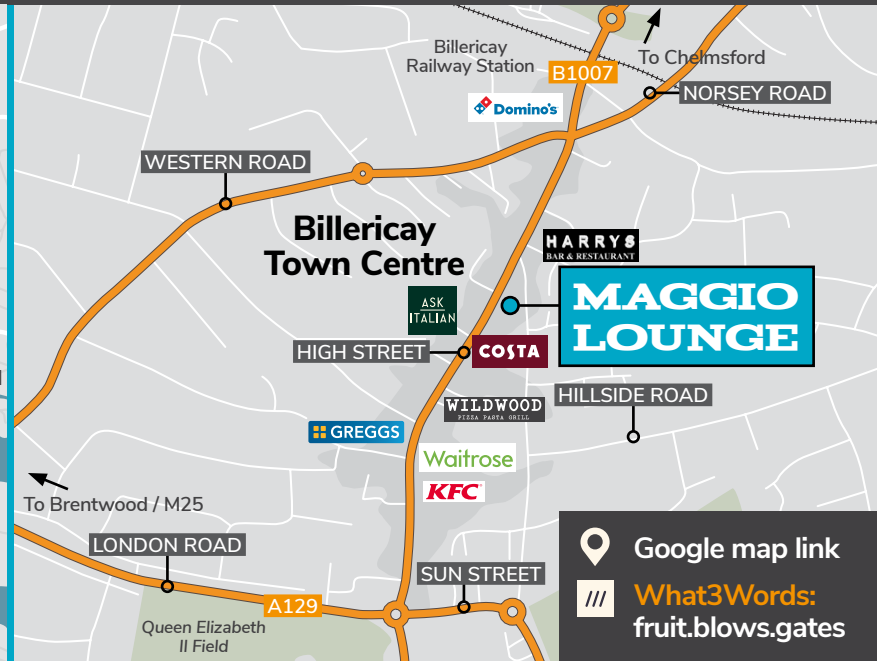 Billericay
Railway Station
B1007
To Chelmsford
NORSEY ROAD
Domino's
WESTERN ROAD
Billericay
Town Centre
HARRYS
BAR & RESTAURANT
ASK
ITALIAN
MAGGIO
LOUNGE
HIGH STREET
COSTA
WILDWOOD
PIZZA PASTA GRILL
HILLSIDE ROAD
GREGGS
Waitrose
KFC
To Brentwood / M25
LONDON ROAD
SUN STREET
A129
Queen Elizabeth
II Field
Google map link
///
What3Words:
fruit.blows.gates